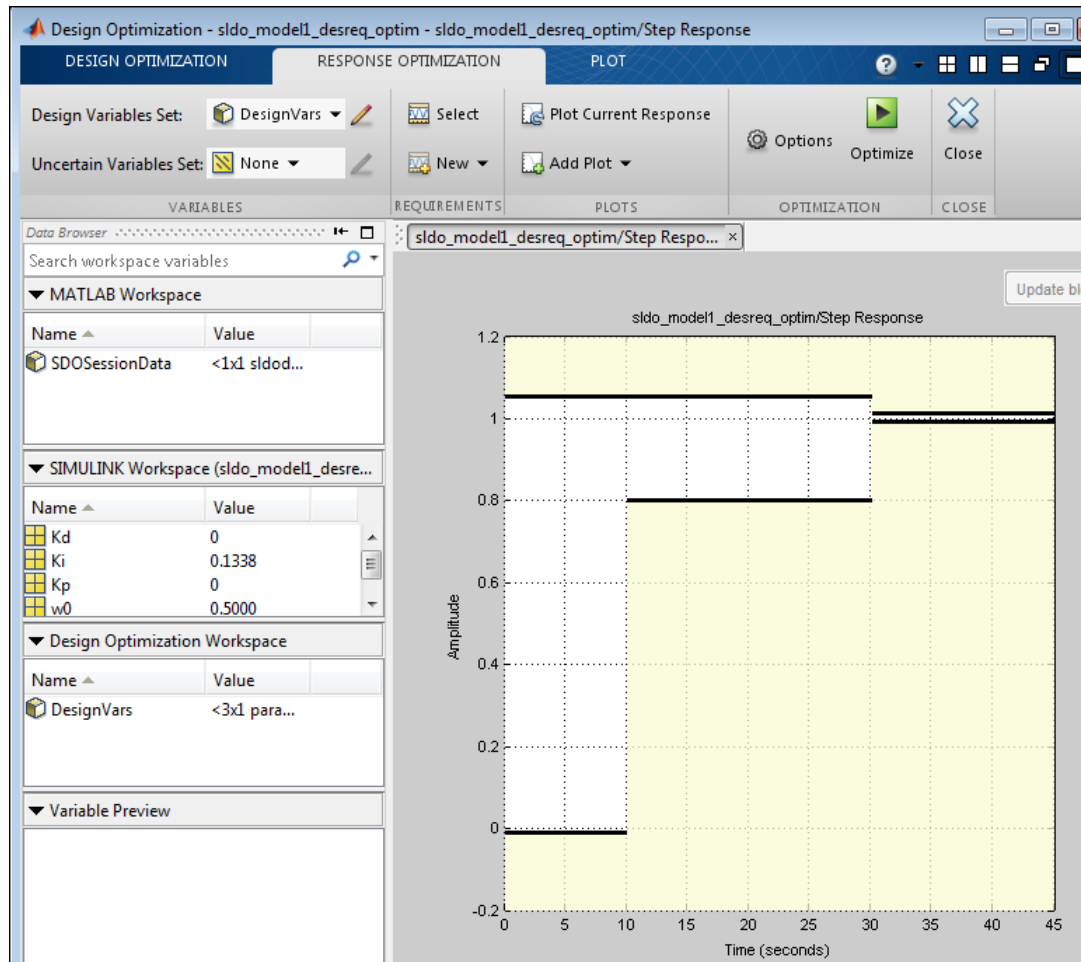 Design Optimization - sldo_model1_desreq_optim - sldo_model1_desreq_optim/Step Response
DESIGN OPTIMIZATION RESPONSE OPTIMIZATION PLOT
Design Variables Set: DesignVars Select Plot Current Response
Options Optimize Close
Uncertain Variables Set: None New Add Plot
VARIABLES REQUIREMENTS PLOTS OPTIMIZATION CLOSE
Data Browser
Search workspace variables
MATLAB Workspace
Name Value
SDOSessionData <1x1 sldod...
SIMULINK Workspace (sldo_model1_desre...
Name Value
Kd 0
Ki 0.1338
Kp 0
w0 0.5000
Design Optimization Workspace
Name Value
DesignVars <3x1 para...
Variable Preview
sldo_model1_desreq_optim/Step Respo... ×
Update bl
sldo_model1_desreq_optim/Step Response
1.2
1
0.8
0.6
0.4
0.2
0
-0.2
Amplitude
0 5 10 15 20 25 30 35 40 45
Time (seconds)